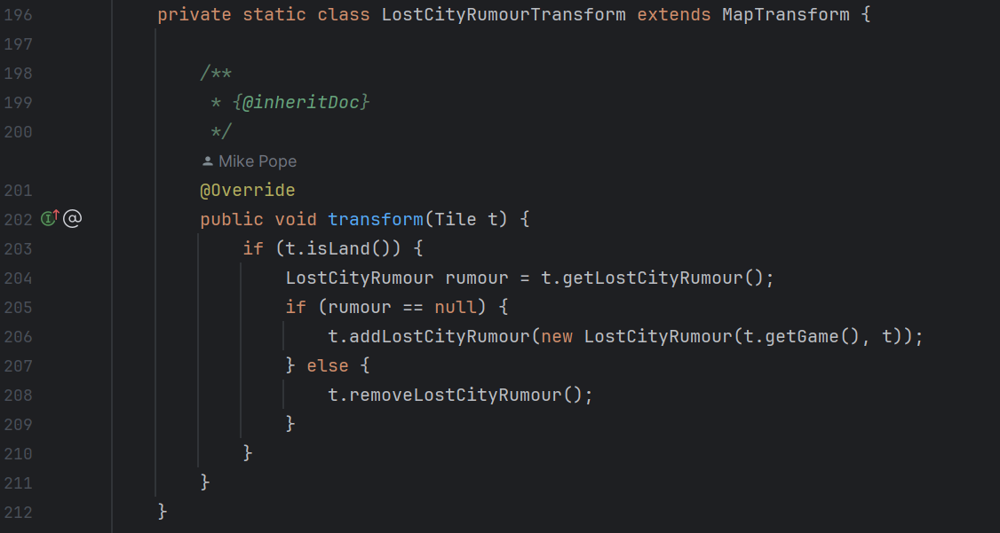 196 private static class LostCityRumourTransform extends MapTransform {
197
198 /**
199 * {@inheritDoc}
200 */
Mike Pope
201 @Override
202 @ public void transform(Tile t) {
203 if (t.isLand()) {
204 LostCityRumour rumour = t.getLostCityRumour();
205 if (rumour == null) {
206 t.addLostCityRumour(new LostCityRumour(t.getGame(), t));
207 } else {
208 t.removeLostCityRumour();
209 }
210 }
211 }
212 }